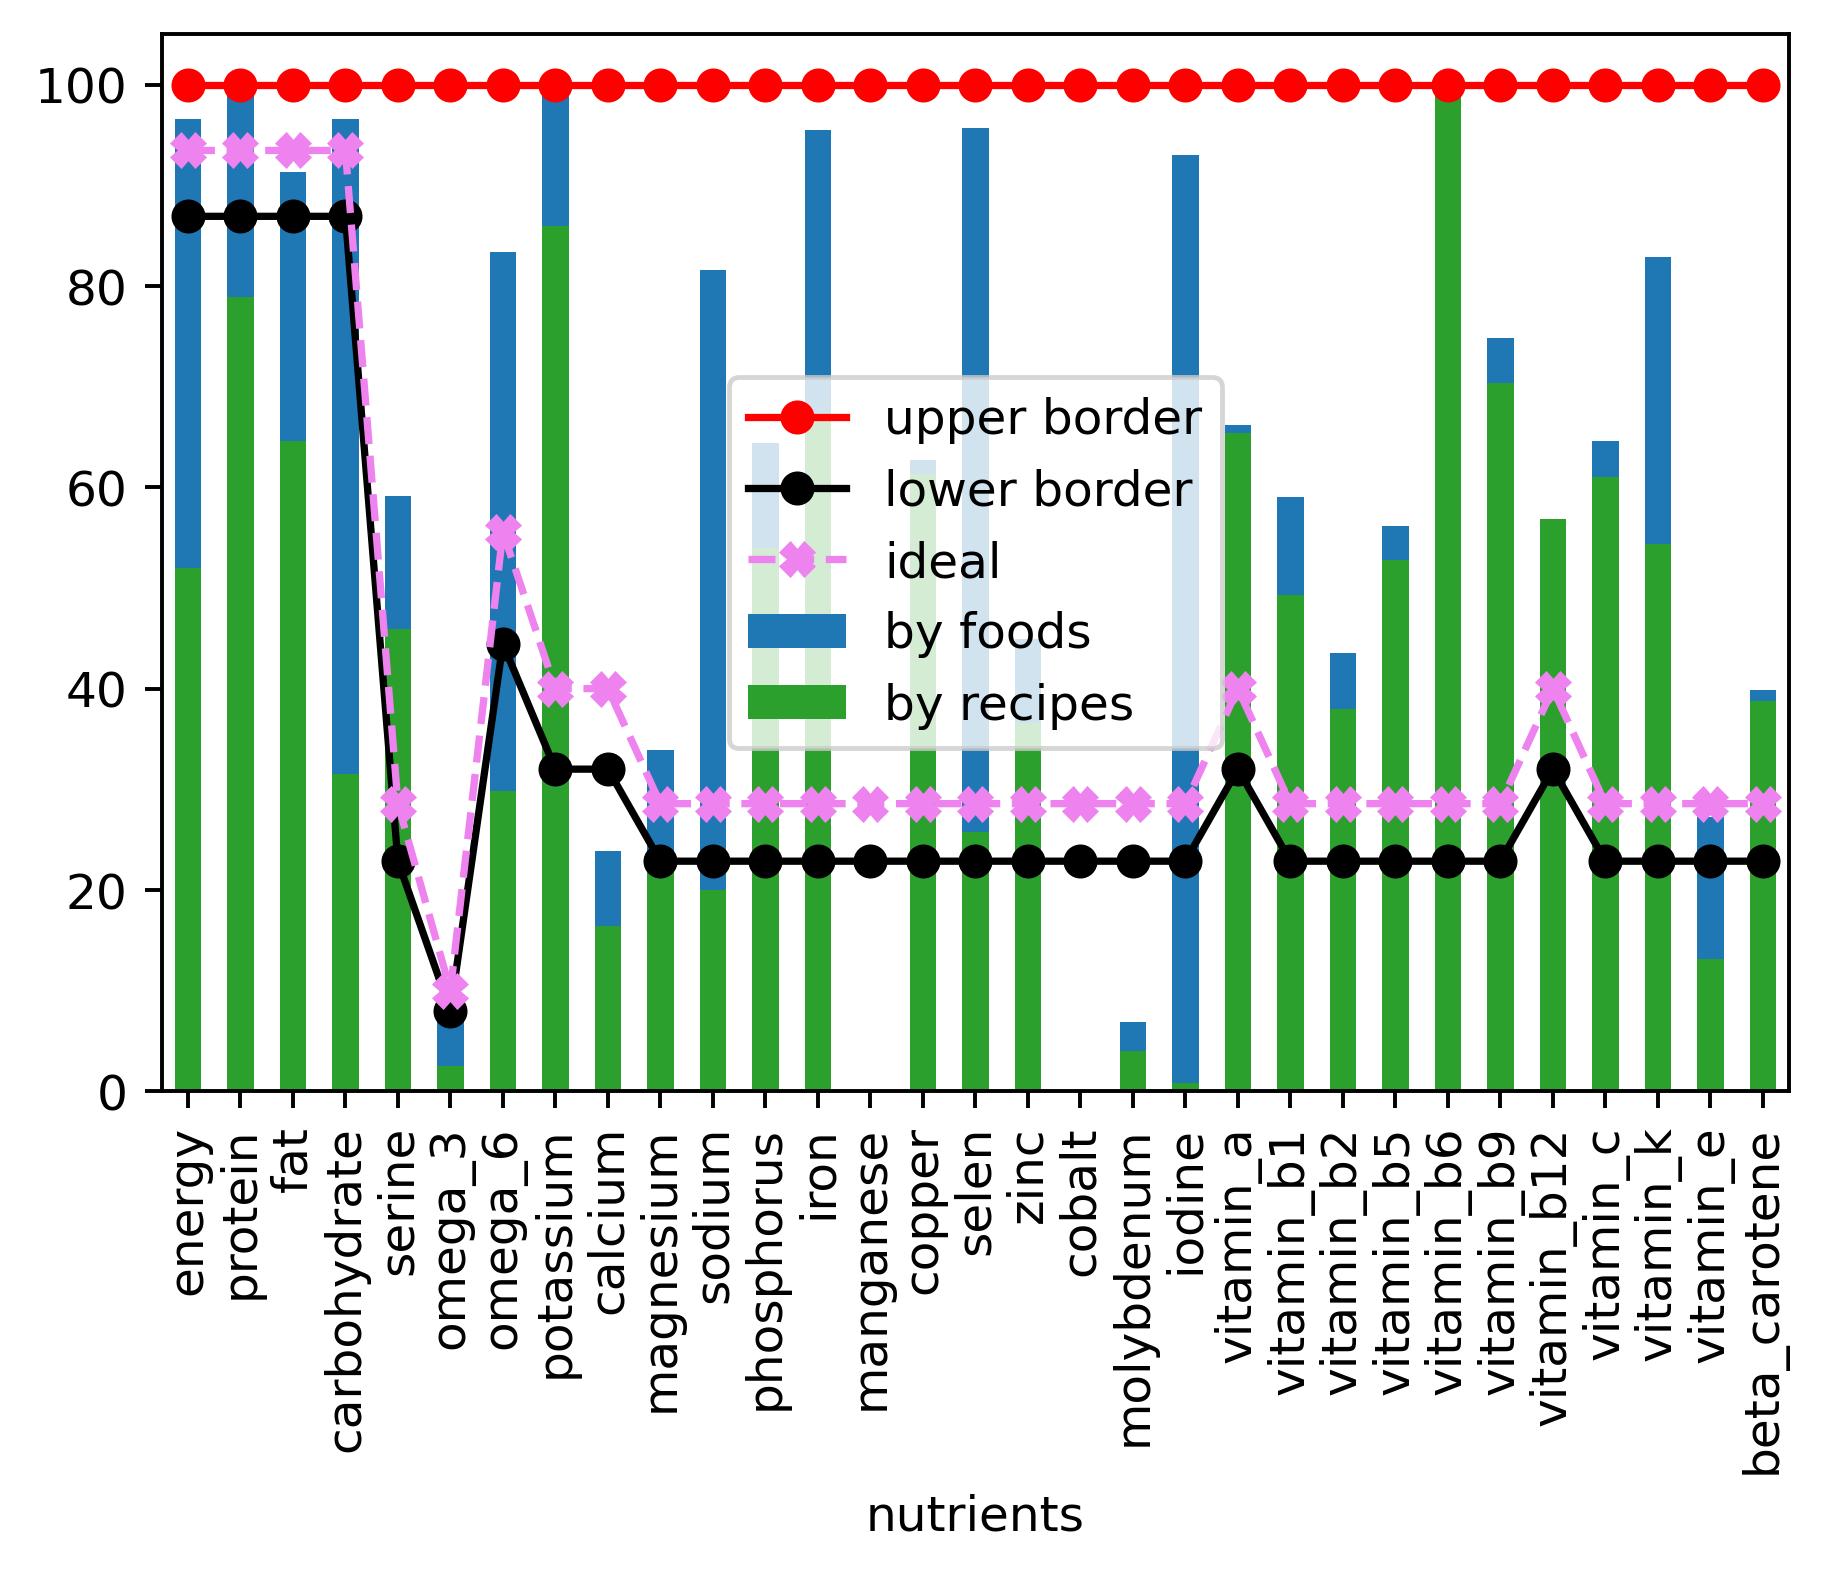 100
80
60
40
20
0
upper border
lower border
ideal
by foods
by recipes
energy
protein
fat
carbohydrate
serine
omega_3
omega_6
potassium
calcium
magnesium
sodium
phosphorus
iron
manganese
copper
selen
zinc
cobalt
molybdenum
iodine
vitamin_a
vitamin_b1
vitamin_b2
vitamin_b5
vitamin_b6
vitamin_b9
vitamin_b12
vitamin_c
vitamin_k
vitamin_e
beta_carotene
nutrients